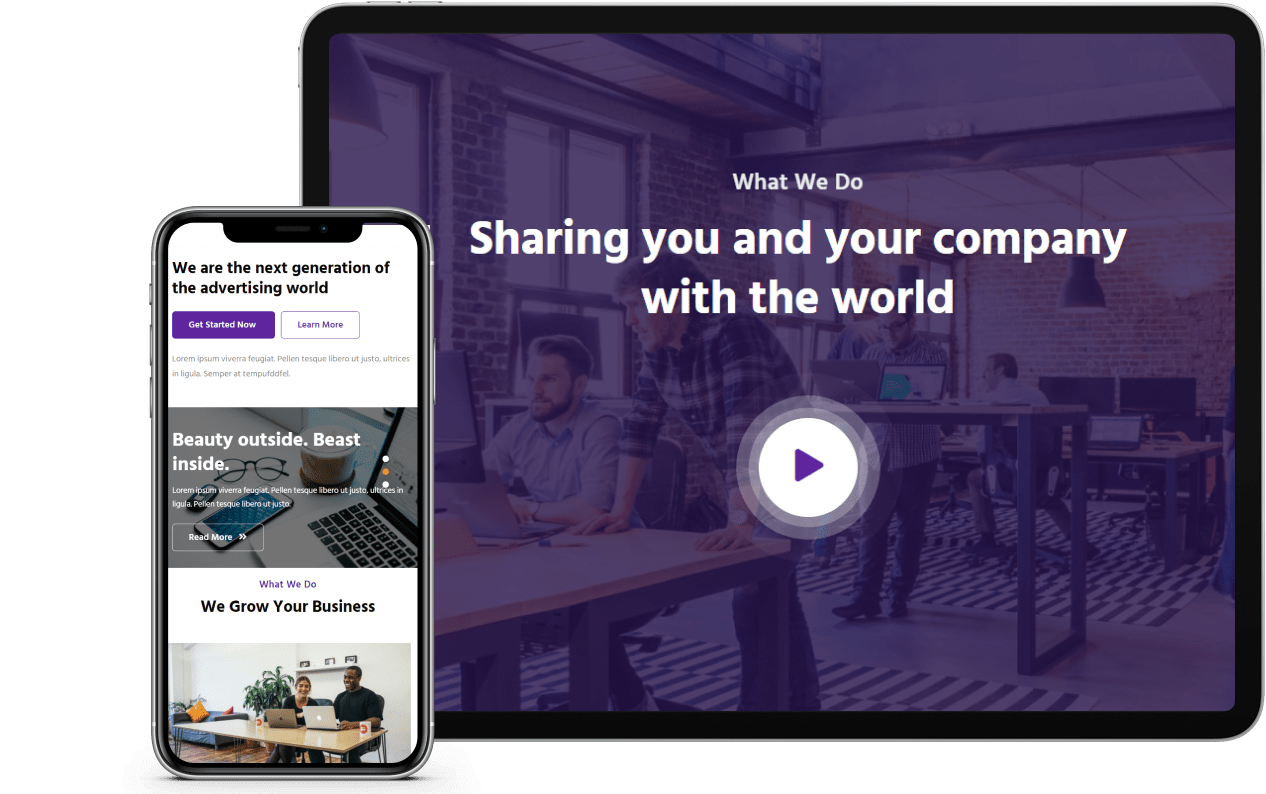 What We Do
Sharing you and your company
with the world
We are the next generation of
the advertising world
Get Started Now
Learn More
Lorem ipsum viverra feugiat. Pellen tesque libero ut justo, ultrices
in ligula. Semper at tempufddfel.
Beauty outside. Beast
inside.
Lorem ipsum viverra feugiat. Pellen tesque libero ut justo, ultrices in
ligula. Pellen tesque libero ut justo.
Read More
What We Do
We Grow Your Business